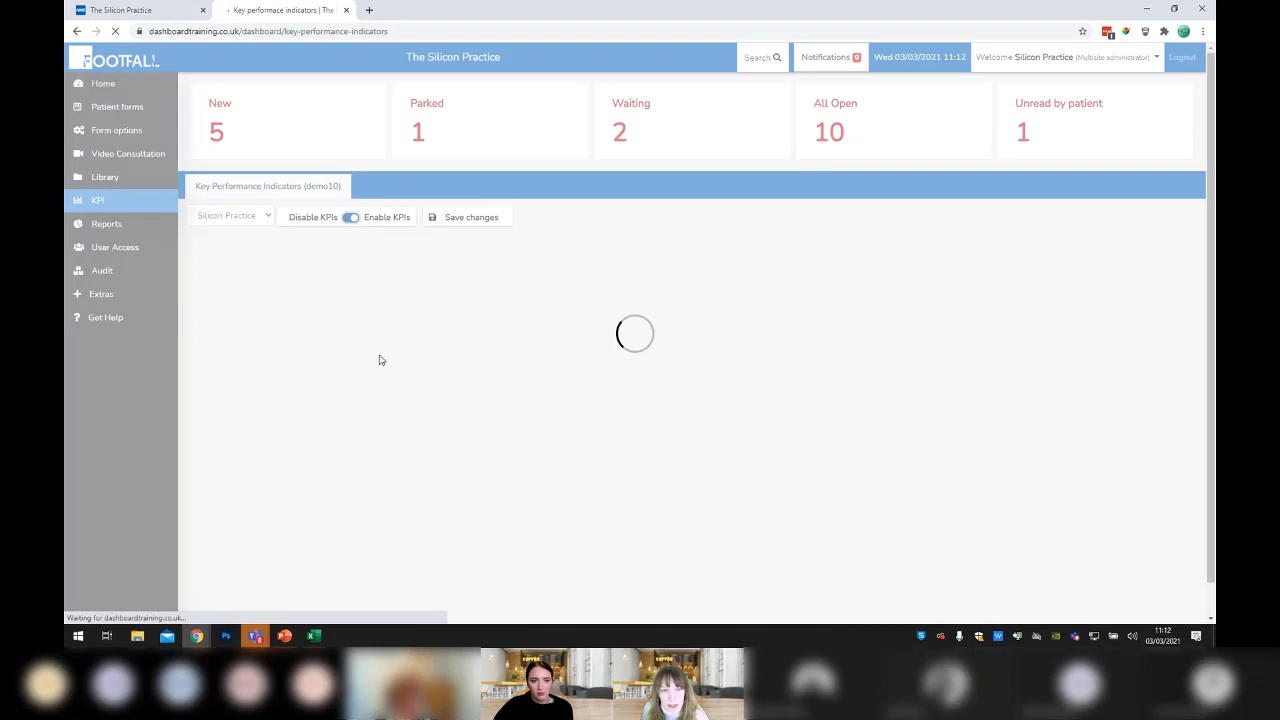 The Silicon Practice
Key performace indicators | The
dashboardtraining.co.uk/dashboard/key-performance-indicators
FOOTFALL
The Silicon Practice
Search
Notifications 0
Wed 03/03/2021 11:12
Welcome Silicon Practice (Multisite administrator)
Logout
Home
Patient forms
Form options
Video Consultation
Library
KPI
Reports
User Access
Audit
Extras
Get Help
New
5
Parked
1
Waiting
2
All Open
10
Unread by patient
1
Key Performance Indicators (demo10)
Silicon Practice
Disable KPIs
Enable KPIs
Save changes
Waiting for dashboardtraining.co.uk...
11:12
03/03/2021
COFFEE
COFFEE